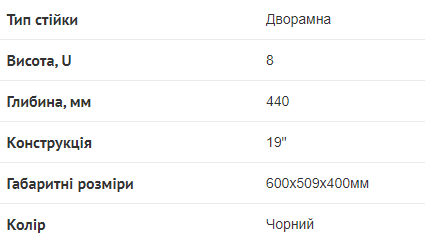 Тип стійки Дворамна
Висота, U 8
Глибина, мм 440
Конструкція 19"
Габаритні розміри 600х509х400мм
Колір Чорний